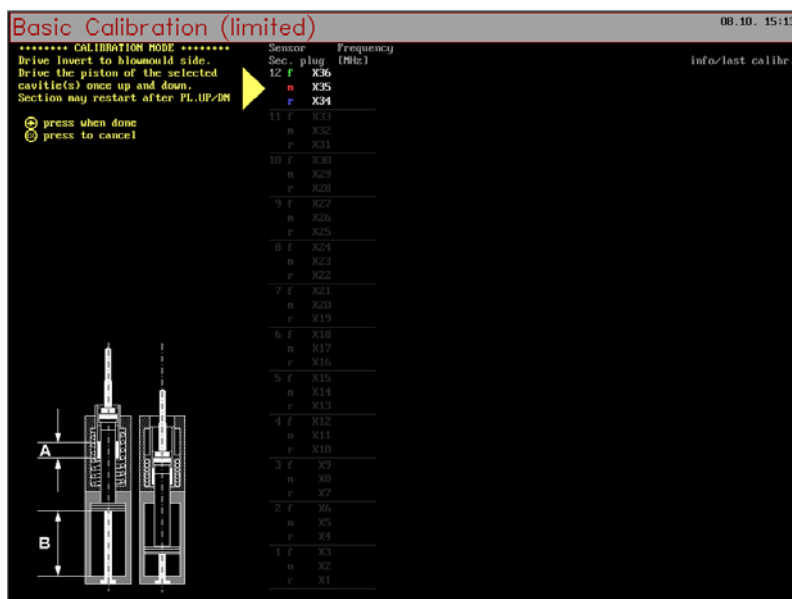 Basic Calibration (limited)
08.10. 15:13
******** CALIBRATION MODE ********
Drive Invert to blowmould side.
Drive the piston of the selected
cavitie(s) once up and down.
Section may restart after PL.UP/DN
press when done
press to cancel
Sensor Frequency
Sec. plug [MHz]
info/last calibr.
12 f X36
m X35
r X34
11 f X33
m X32
r X31
10 f X30
m X29
r X28
9 f X27
m X26
r X25
8 f X24
m X23
r X22
7 f X21
m X20
r X19
6 f X18
m X17
r X16
5 f X15
m X14
r X13
4 f X12
m X11
r X10
3 f X9
m X8
r X7
2 f X6
m X5
r X4
1 f X3
m X2
r X1
A
B